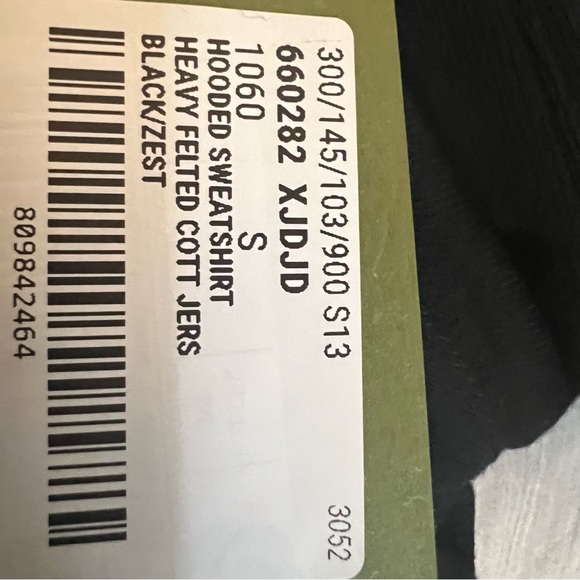 300/145/103/900 S13 3052
660282 XJDJD
1060 S
HOODED SWEATSHIRT
HEAVY FELTED COTT JERS
BLACK/ZEST
809842464